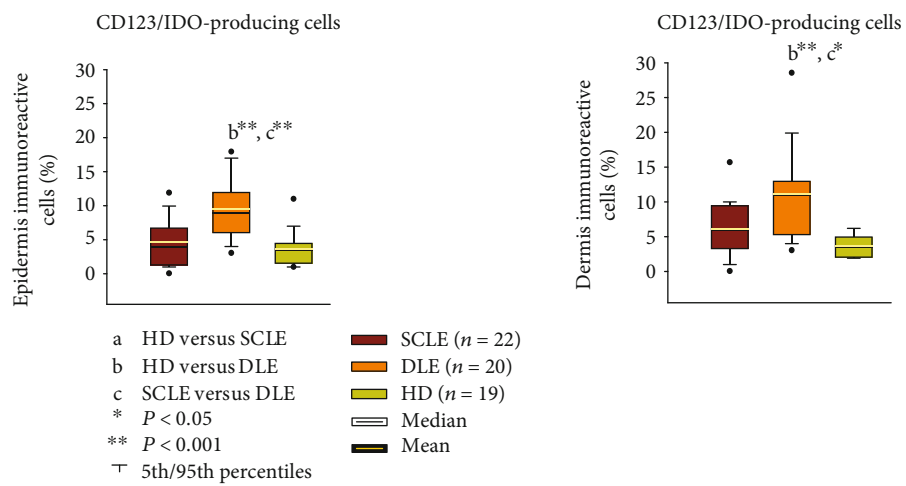 CD123/IDO-producing cells
Epidermis immunoreactive
cells (%)
30
25
20
15
10
5
0
b**, c**
CD123/IDO-producing cells
Dermis immunoreactive
cells (%)
30
25
20
15
10
5
0
b**, c*
a HD versus SCLE
b HD versus DLE
c SCLE versus DLE
* P < 0.05
** P < 0.001
5th/95th percentiles
SCLE (n = 22)
DLE (n = 20)
HD (n = 19)
Median
Mean